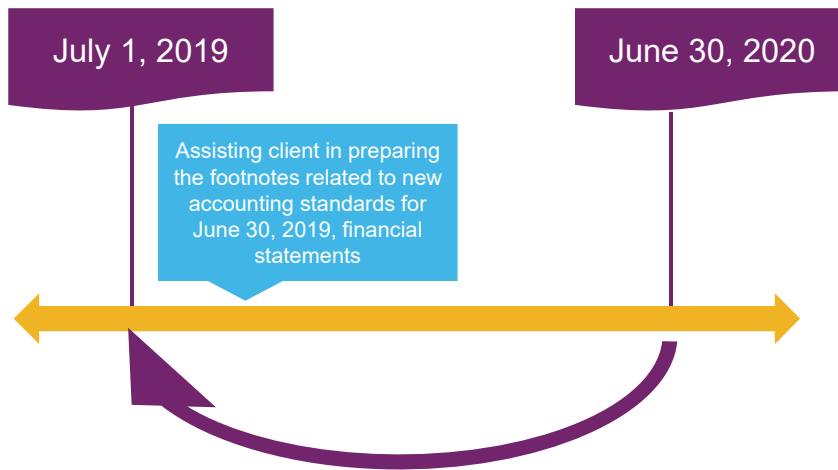 July 1, 2019
June 30, 2020
Assisting client in preparing
the footnotes related to new
accounting standards for
June 30, 2019, financial
statements